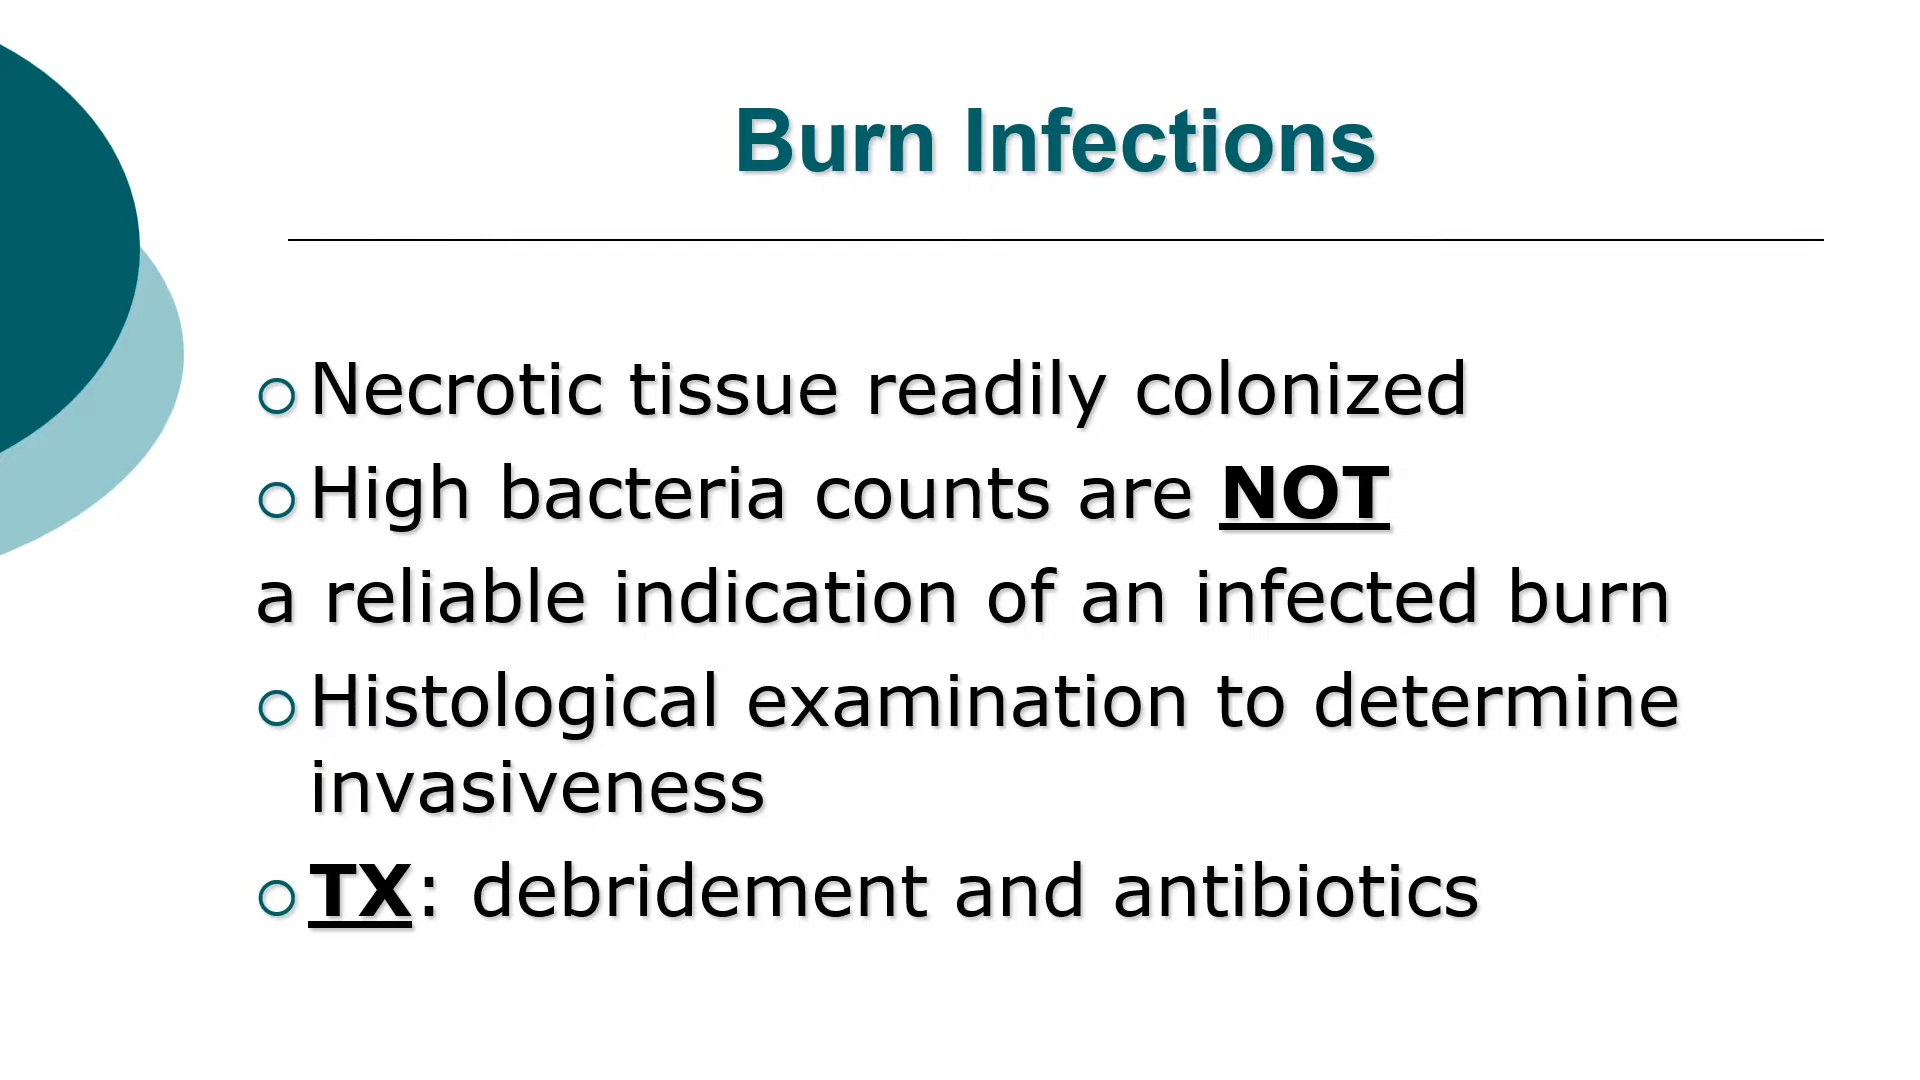 Burn Infections
Necrotic tissue readily colonized
High bacteria counts are NOT
a reliable indication of an infected burn
Histological examination to determine
invasiveness
TX: debridement and antibiotics